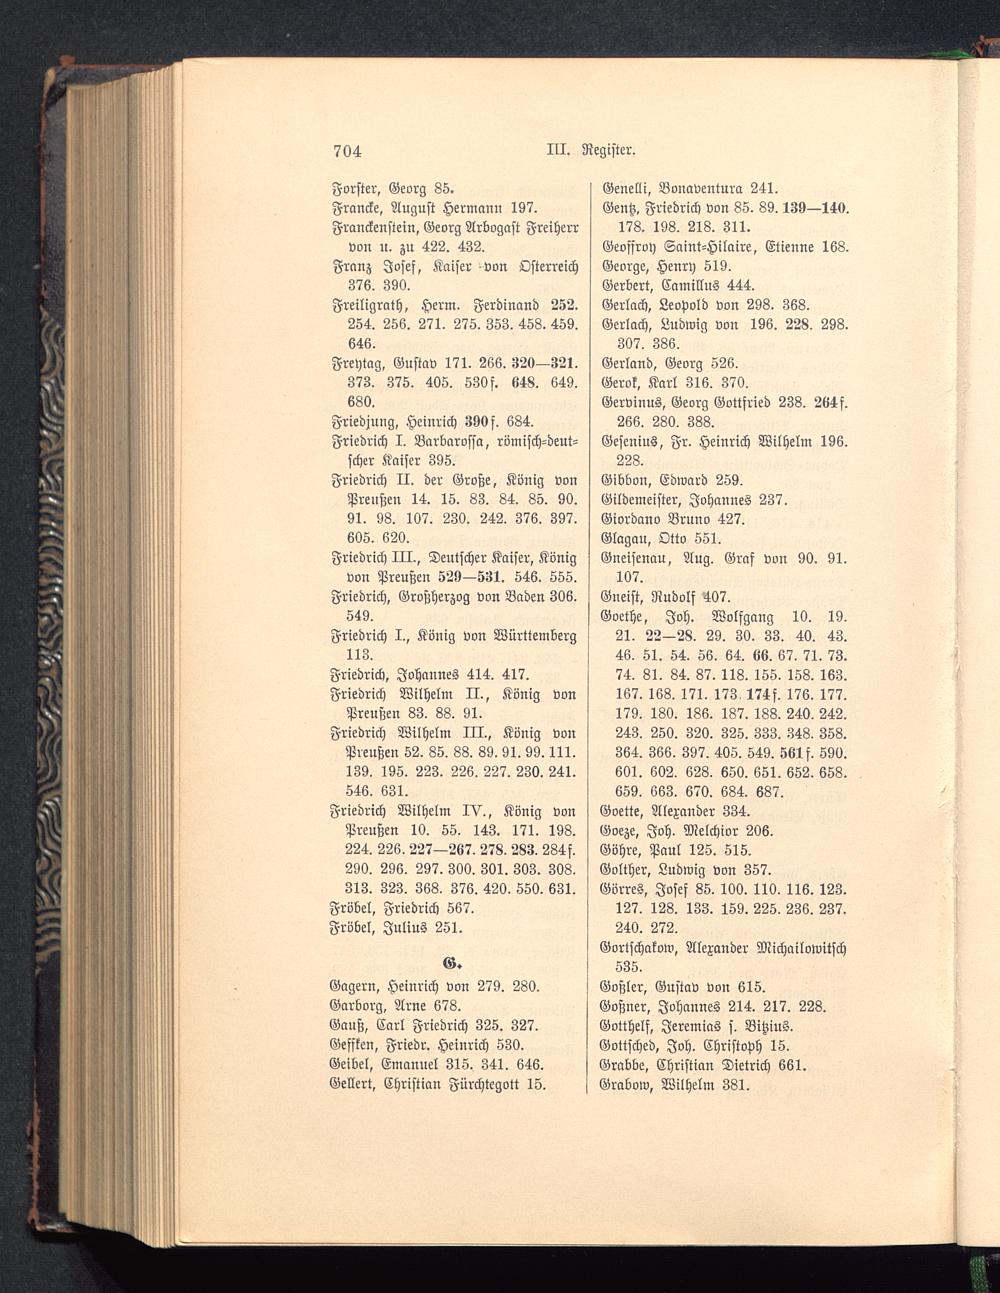 704
III. Register.
Forster, Georg 85.
Francke, August Hermann 197.
Franckenstein, Georg Arbogast Freiherr
von u. zu 422. 432.
Franz Josef, Kaiser von Österreich
376. 390.
Freiligrath, Herm. Ferdinand 252.
254. 256. 271. 275. 353. 458. 459.
646.
Freytag, Gustav 171. 266. 320—321.
373. 375. 405. 530f. 648. 649.
680.
Friedjung, Heinrich 390f. 684.
Friedrich I. Barbarossa, römisch-deut-
scher Kaiser 395.
Friedrich II. der Große, König von
Preußen 14. 15. 83. 84. 85. 90.
91. 98. 107. 230. 242. 376. 397.
605. 620.
Friedrich III., Deutscher Kaiser, König
von Preußen 529—531. 546. 555.
Friedrich, Großherzog von Baden 306.
549.
Friedrich I., König von Württemberg
113.
Friedrich, Johannes 414. 417.
Friedrich Wilhelm II., König von
Preußen 83. 88. 91.
Friedrich Wilhelm III., König von
Preußen 52. 85. 88. 89. 91. 99. 111.
139. 195. 223. 226. 227. 230. 241.
546. 631.
Friedrich Wilhelm IV., König von
Preußen 10. 55. 143. 171. 198.
224. 226. 227—267. 278. 283. 284f.
290. 296. 297. 300. 301. 303. 308.
313. 323. 368. 376. 420. 550. 631.
Fröbel, Friedrich 567.
Fröbel, Julius 251.
G.
Gagern, Heinrich von 279. 280.
Garborg, Arne 678.
Gauß, Carl Friedrich 325. 327.
Geffken, Friedr. Heinrich 530.
Geibel, Emanuel 315. 341. 646.
Gellert, Christian Fürchtegott 15.
Genelli, Bonaventura 241.
Gentz, Friedrich von 85. 89. 139—140.
178. 198. 218. 311.
Geoffroy Saint-Hilaire, Etienne 168.
George, Henry 519.
Gerbert, Camillus 444.
Gerlach, Leopold von 298. 368.
Gerlach, Ludwig von 196. 228. 298.
307. 386.
Gerland, Georg 526.
Gerok, Karl 316. 370.
Gervinus, Georg Gottfried 238. 264f.
266. 280. 388.
Gesenius, Fr. Heinrich Wilhelm 196.
228.
Gibbon, Edward 259.
Gildemeister, Johannes 237.
Giordano Bruno 427.
Glagau, Otto 551.
Gneisenau, Aug. Graf von 90. 91.
107.
Gneist, Rudolf 407.
Goethe, Joh. Wolfgang 10. 19.
21. 22—28. 29. 30. 33. 40. 43.
46. 51. 54. 56. 64. 66. 67. 71. 73.
74. 81. 84. 87. 118. 155. 158. 163.
167. 168. 171. 173. 174f. 176. 177.
179. 180. 186. 187. 188. 240. 242.
243. 250. 320. 325. 333. 348. 358.
364. 366. 397. 405. 549. 561f. 590.
601. 602. 628. 650. 651. 652. 658.
659. 663. 670. 684. 687.
Goette, Alexander 334.
Goeze, Joh. Melchior 206.
Göhre, Paul 125. 515.
Golther, Ludwig von 357.
Görres, Josef 85. 100. 110. 116. 123.
127. 128. 133. 159. 225. 236. 237.
240. 272.
Gortschakow, Alexander Michailowitsch
535.
Goßler, Gustav von 615.
Goßner, Johannes 214. 217. 228.
Gotthelf, Jeremias s. Bitzius.
Gottsched, Joh. Christoph 15.
Grabbe, Christian Dietrich 661.
Grabow, Wilhelm 381.